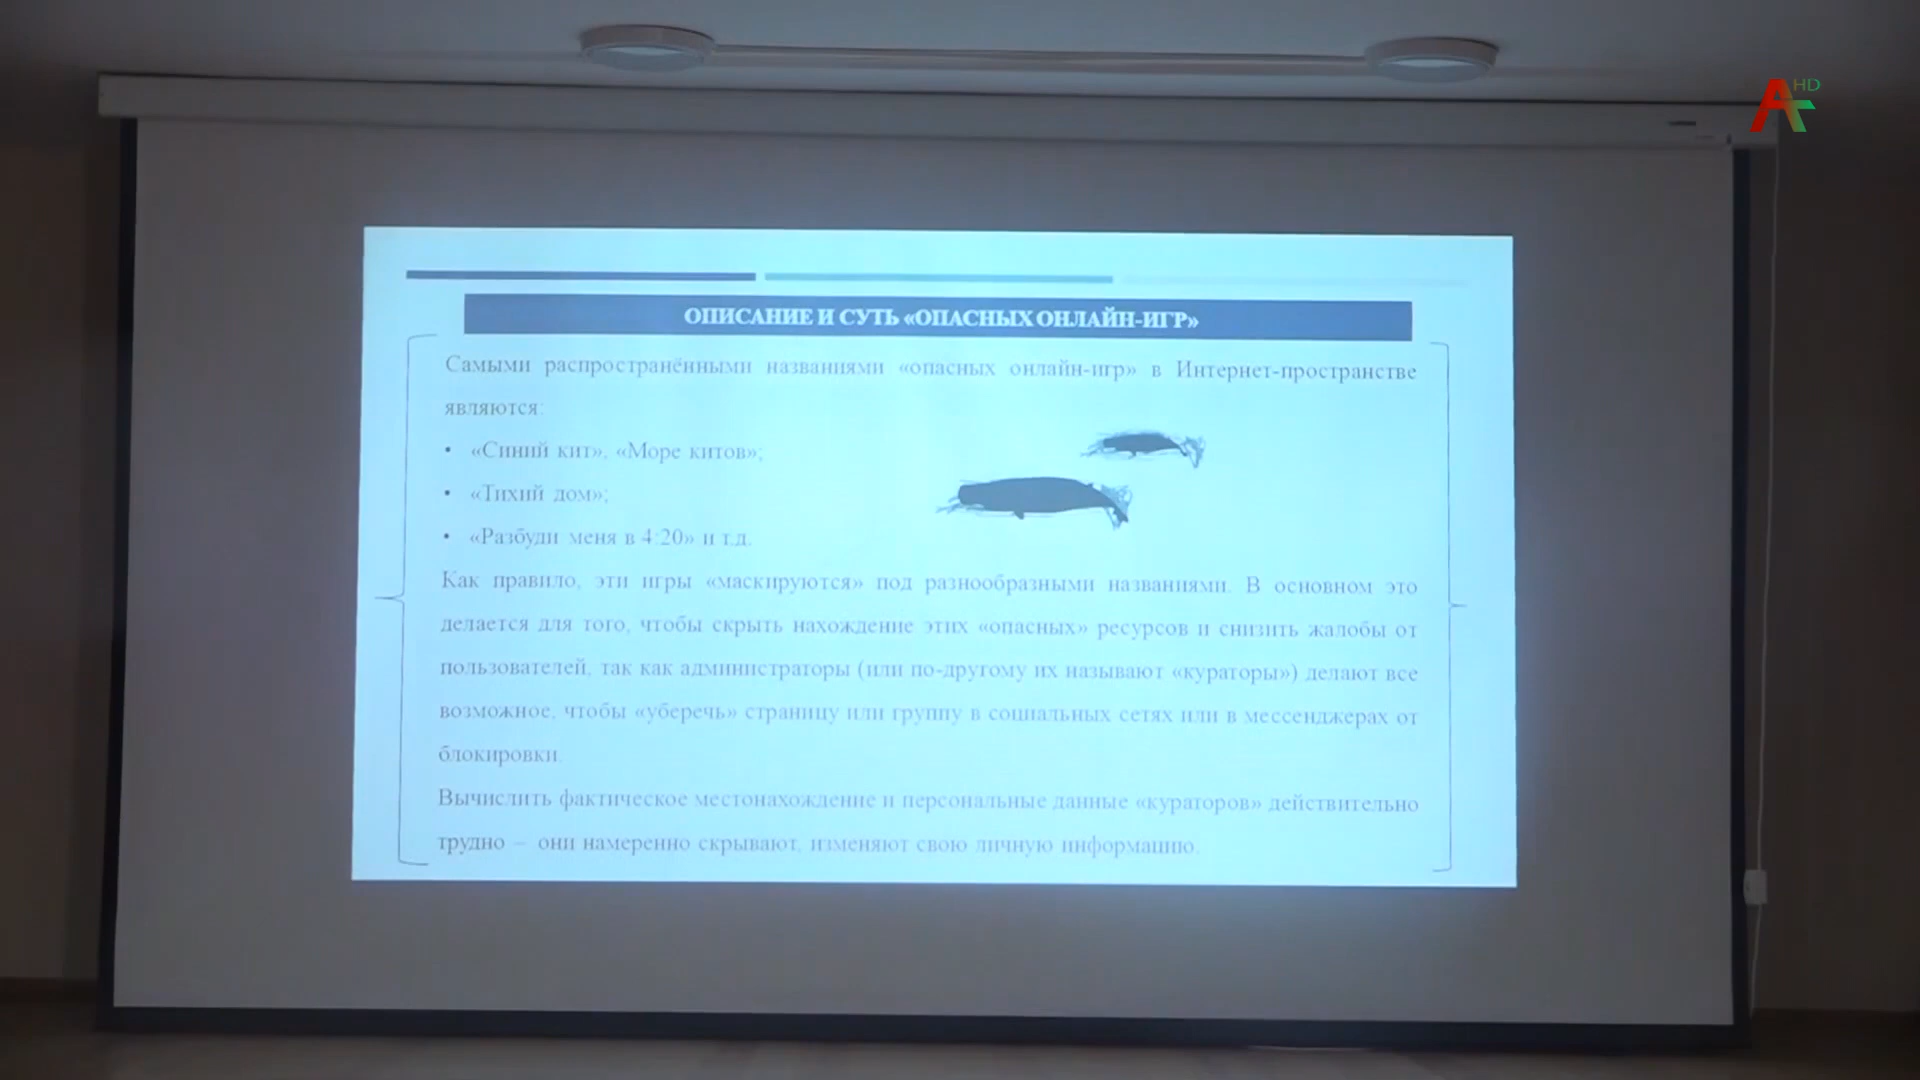 HD
АТ
ОПИСАНИЕ И СУТЬ «ОПАСНЫХ ОНЛАЙН-ИГР»
Самыми распространёнными названиями «опасных онлайн-игр» в Интернет-пространстве
являются:
• «Синий кит», «Море китов»;
• «Тихий дом»;
• «Разбуди меня в 4:20» и т.д.
Как правило, эти игры «маскируются» под разнообразными названиями. В основном это
делается для того, чтобы скрыть нахождение этих «опасных» ресурсов и снизить жалобы от
пользователей, так как администраторы (или по-другому их называют «кураторы») делают все
возможное, чтобы «уберечь» страницу или группу в социальных сетях или в мессенджерах от
блокировки.
Вычислить фактическое местонахождение и персональные данные «кураторов» действительно
трудно – они намеренно скрывают, изменяют свою личную информацию.